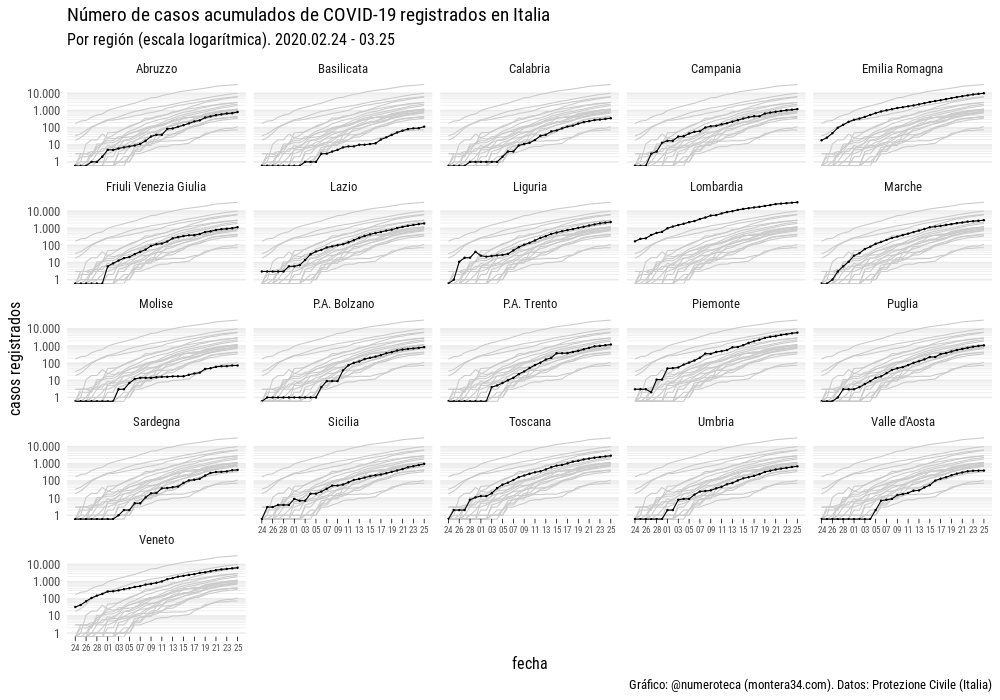 Número de casos acumulados de COVID-19 registrados en Italia
Por región (escala logarítmica). 2020.02.24 - 03.25
Abruzzo Basilicata Calabria Campania Emilia Romagna
10.000
1.000
100
10
1
Friuli Venezia Giulia Lazio Liguria Lombardia Marche
10.000
1.000
100
10
1
Molise P.A. Bolzano P.A. Trento Piemonte Puglia
10.000
1.000
100
10
1
Sardegna Sicilia Toscana Umbria Valle d'Aosta
10.000
1.000
100
10
1
24 26 28 01 03 05 07 09 11 13 15 17 19 21 23 25 24 26 28 01 03 05 07 09 11 13 15 17 19 21 23 25 24 26 28 01 03 05 07 09 11 13 15 17 19 21 23 25 24 26 28 01 03 05 07 09 11 13 15 17 19 21 23 25
Veneto
10.000
1.000
100
10
1
24 26 28 01 03 05 07 09 11 13 15 17 19 21 23 25
casos registrados
fecha
Gráfico: @numeroteca (montera34.com). Datos: Protezione Civile (Italia)